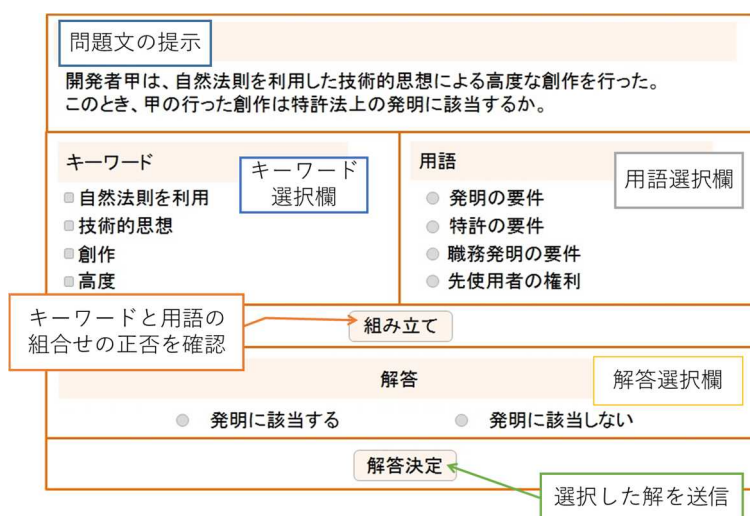 問題文の提示
開発者甲は、自然法則を利用した技術的思想による高度な創作を行った。
このとき、甲の行った創作は特許法上の発明に該当するか。
キーワード
キーワード
選択欄
自然法則を利用
技術的思想
創作
高度
用語
用語選択欄
発明の要件
特許の要件
職務発明の要件
先使用者の権利
キーワードと用語の
組合せの正否を確認
組み立て
解答
解答選択欄
発明に該当する
発明に該当しない
解答決定
選択した解を送信